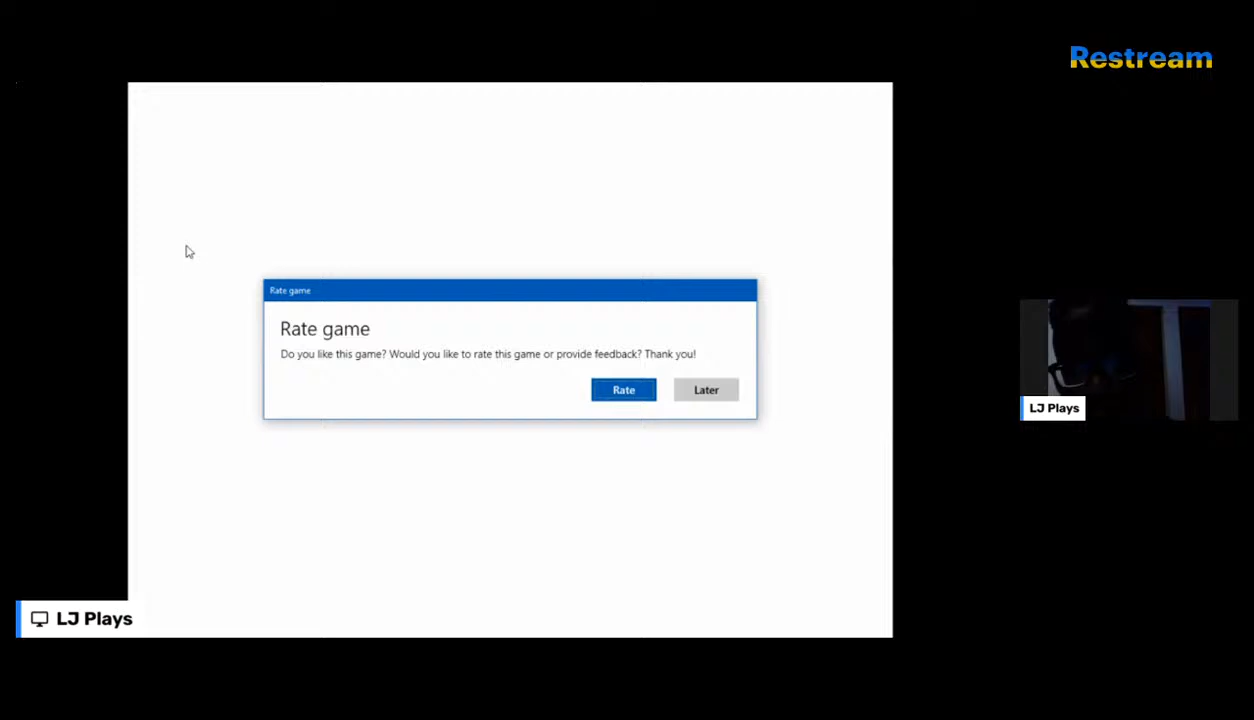 Restream
Rate game
Rate game
Do you like this game? Would you like to rate this game or provide feedback? Thank you!
Rate
Later
LJ Plays
LJ Plays